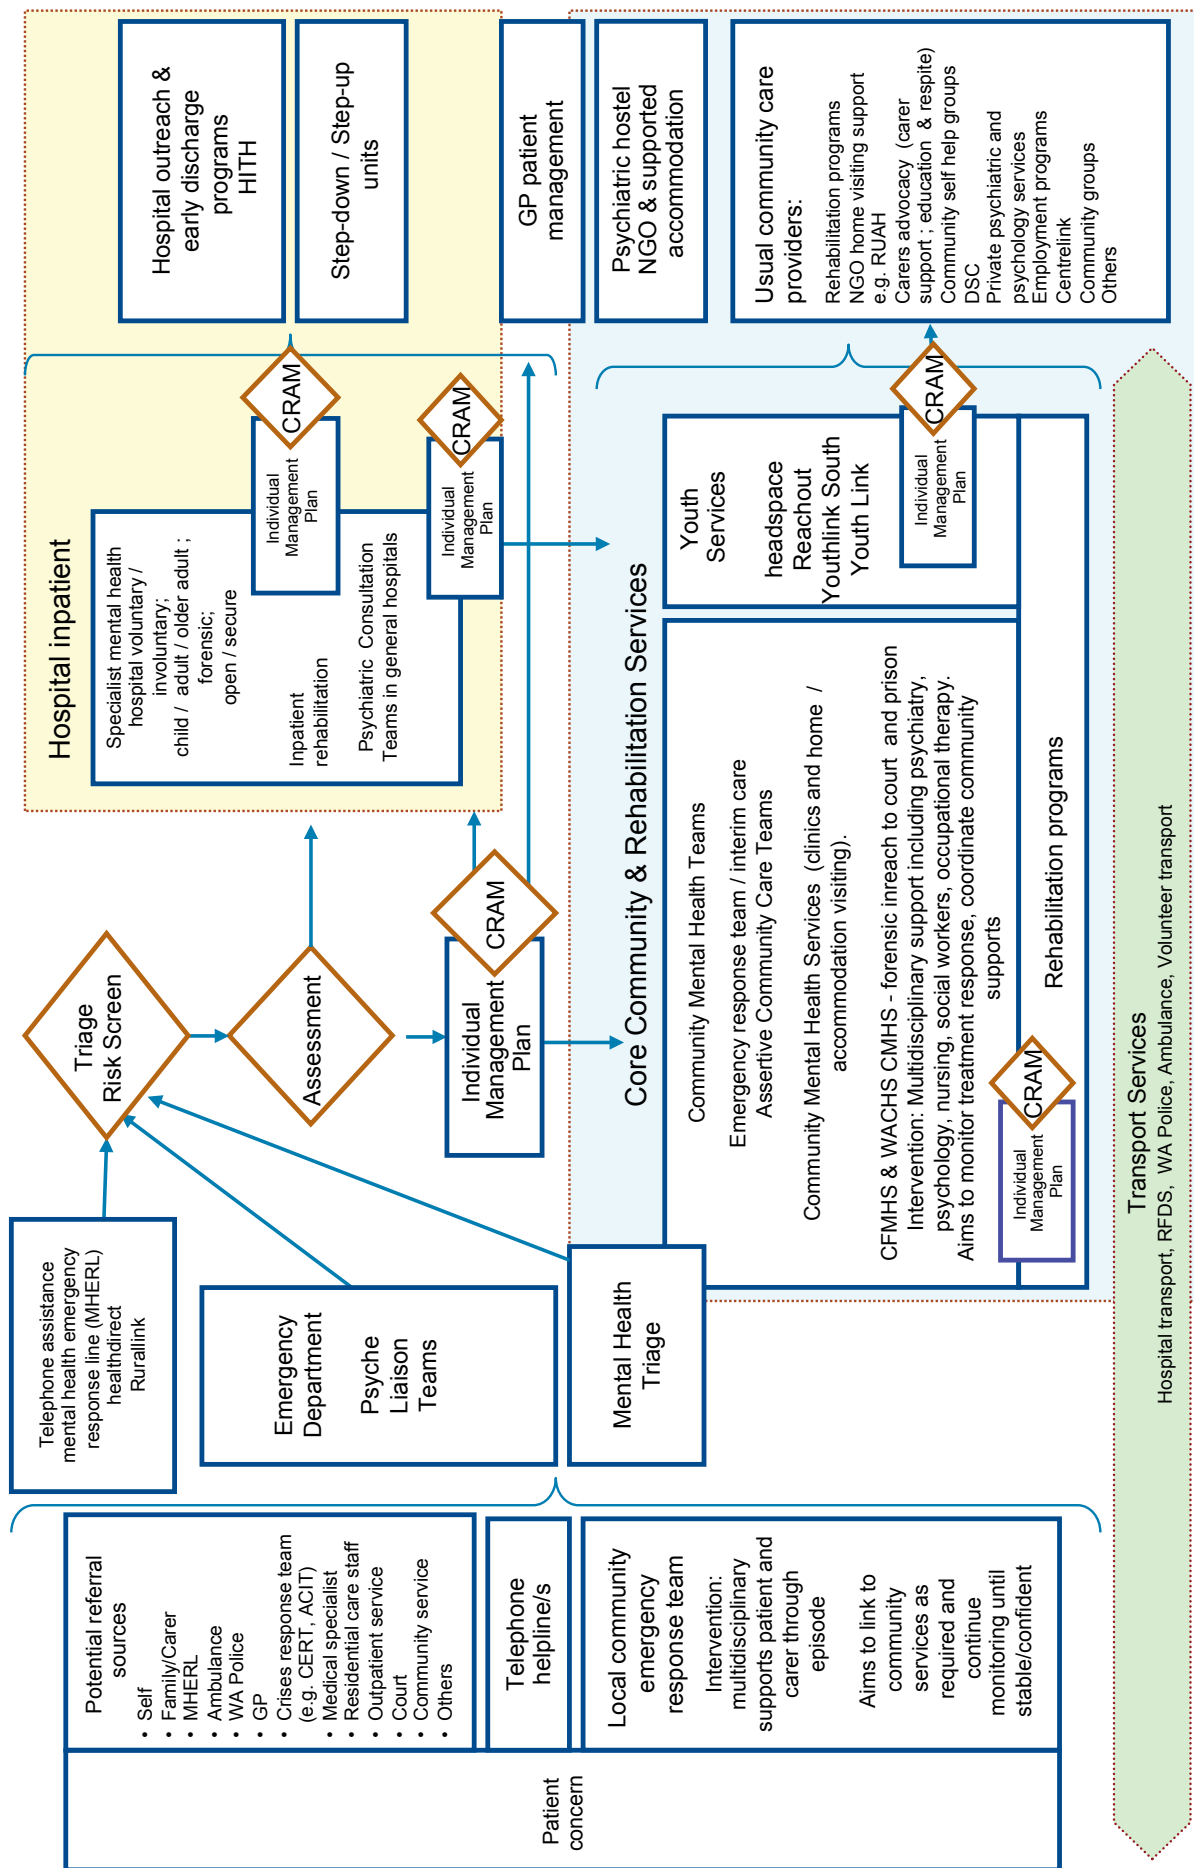 Patient
concern
Potential referral
sources
• Self
• Family/Carer
• MHERL
• Ambulance
• WA Police
• GP
• Crises response team
(e.g. CERT, ACIT)
• Medical specialist
• Residential care staff
• Outpatient service
• Court
• Community service
• Others
Telephone
helpline/s
Local community
emergency
response team
Intervention:
multidisciplinary
supports patient and
carer through
episode
Aims to link to
community
services as
required and
continue
monitoring until
stable/confident
Telephone assistance
mental health emergency
response line (MHERL)
healthdirect
Rurallink
Emergency
Department
Psyche
Liaison
Teams
Mental Health
Triage
Triage
Risk Screen
Assessment
Individual
Management
Plan
CRAM
Hospital inpatient
Specialist mental health
hospital voluntary /
involuntary;
child / adult / older adult ;
forensic;
open / secure
Inpatient
rehabilitation
Psychiatric Consultation
Teams in general hospitals
Individual
Management
Plan
CRAM
Individual
Management
Plan
CRAM
Hospital outreach &
early discharge
programs
HITH
Step-down / Step-up
units
GP patient
management
Psychiatric hostel
NGO & supported
accommodation
Core Community & Rehabilitation Services
Community Mental Health Teams
Emergency response team / interim care
Assertive Community Care Teams
Community Mental Health Services (clinics and home /
accommodation visiting).
CFMHS & WACHS CMHS - forensic inreach to court and prison
Intervention: Multidisciplinary support including psychiatry,
psychology, nursing, social workers, occupational therapy.
Aims to monitor treatment response, coordinate community
supports
Youth
Services
headspace
Reachout
Youthlink South
Youth Link
Individual
Management
Plan
CRAM
Rehabilitation programs
Individual
Management
Plan
CRAM
Usual community care
providers:
Rehabilitation programs
NGO home visiting support
e.g. RUAH
Carers advocacy (carer
support ; education & respite)
Community self help groups
DSC
Private psychiatric and
psychology services
Employment programs
Centrelink
Community groups
Others
Transport Services
Hospital transport, RFDS, WA Police, Ambulance, Volunteer transport